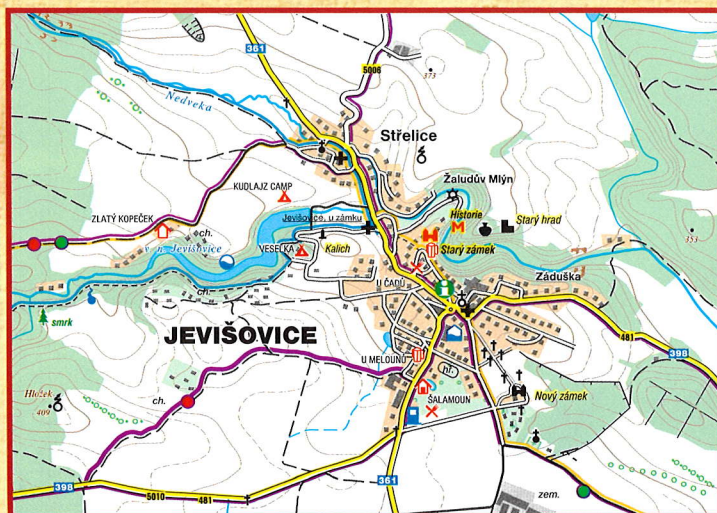 361
5006
373
Nedveka
Střelice
Žaludův Mlýn
KUDLAJZ CAMP
ZLATÝ KOPEČEK
Jevišovice, u zámku
Historie
Starý hrad
ch.
v. n. Jevišovice
VESELKA
Kalich
Starý zámek
353
ch.
U ČADŮ
Záduška
smrk
JEVIŠOVICE
481
398
U MELOUNŮ
hř.
Hložek
409
ch.
ŠALAMOUN
Nový zámek
398
5010
481
361
zem.